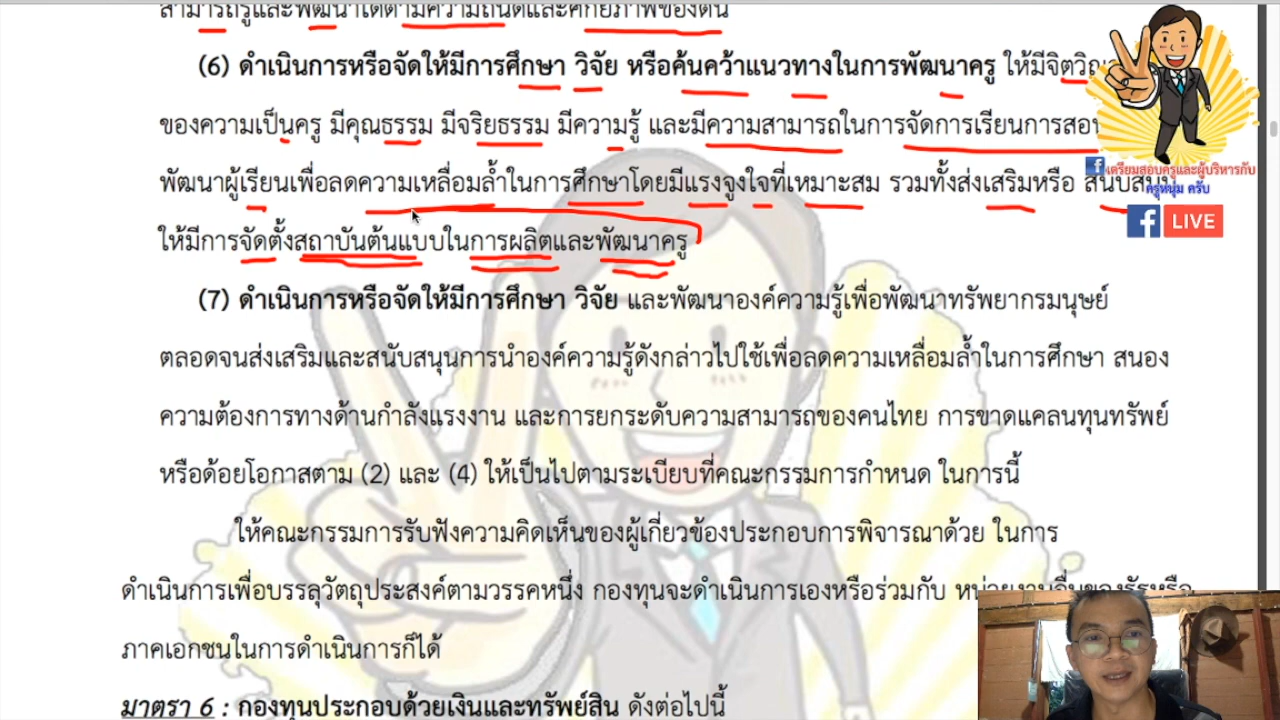 สามารถรู้และพัฒนาได้ตามความถนัดและศักยภาพของตน
(6) ดำเนินการหรือจัดให้มีการศึกษา วิจัย หรือค้นคว้าแนวทางในการพัฒนาครู ให้มี
ของความเป็นครู มีคุณธรรม มีจริยธรรม มีความรู้ และมีความสามารถในการจัดการเรียนการสอน
พัฒนาผู้เรียนเพื่อลดความเหลื่อมล้ำในการศึกษาโดยมีแรงจูงใจที่เหมาะสม รวมทั้งส่งเสริมหรือ สนับสนุน
ให้มีการจัดตั้งสถาบันต้นแบบในการผลิตและพัฒนาครู
(7) ดำเนินการหรือจัดให้มีการศึกษา วิจัย และพัฒนาองค์ความรู้เพื่อพัฒนาทรัพยากรมนุษย์
ตลอดจนส่งเสริมและสนับสนุนการนำองค์ความรู้ดังกล่าวไปใช้เพื่อลดความเหลื่อมล้ำในการศึกษา สนอง
ความต้องการทางด้านกำลังแรงงาน และการยกระดับความสามารถของคนไทย การขาดแคลนทุนทรัพย์
หรือด้อยโอกาสตาม (2) และ (4) ให้เป็นไปตามระเบียบที่คณะกรรมการกำหนด ในการนี้
ให้คณะกรรมการรับฟังความคิดเห็นของผู้เกี่ยวข้องประกอบการพิจารณาด้วย ในการ
ดำเนินการเพื่อบรรลุวัตถุประสงค์ตามวรรคหนึ่ง กองทุนจะดำเนินการเองหรือร่วมกับ หน่วยงานอื่นของรัฐหรือ
ภาคเอกชนในการดำเนินการก็ได้
มาตรา 6 : กองทุนประกอบด้วยเงินและทรัพย์สิน ดังต่อไปนี้
f เตรียมสอบครูและผู้บริหารกับ
ครูหนุ่ม ครับ
f LIVE